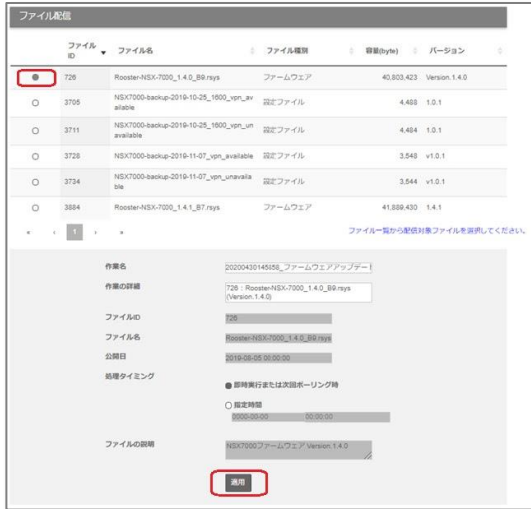 ファイル配信
ファイルID ファイル名 ファイル種別 容量(byte) バージョン
726 Rooster-NSX-7000_1.4.0_B9.rsys ファームウェア 40,803,423 Version.1.4.0
3705 NSX7000-backup-2019-10-25_1600_vpn_av
ailable 設定ファイル 4,488 1.0.1
3711 NSX7000-backup-2019-10-25_1600_vpn_un
available 設定ファイル 4,484 1.0.1
3728 NSX7000-backup-2019-11-07_vpn_available 設定ファイル 3,548 v1.0.1
3734 NSX7000-backup-2019-11-07_vpn_unavaila
ble 設定ファイル 3,544 v1.0.1
3884 Rooster-NSX-7000_1.4.1_B7.rsys ファームウェア 41,889,430 1.4.1
« ‹ 1 › » ファイル一覧から配信対象ファイルを選択してください。
作業名 20200430145858_ファームウェアアップデート
作業の詳細 726 : Rooster-NSX-7000_1.4.0_B9.rsys
(Version.1.4.0)
ファイルID 726
ファイル名 Rooster-NSX-7000_1.4.0_B9.rsys
公開日 2019-08-05 00:00:00
処理タイミング
即時実行または次回ポーリング時
指定時間
0000-00-00 00:00:00
ファイルの説明 NSX7000ファームウェア Version.1.4.0
適用